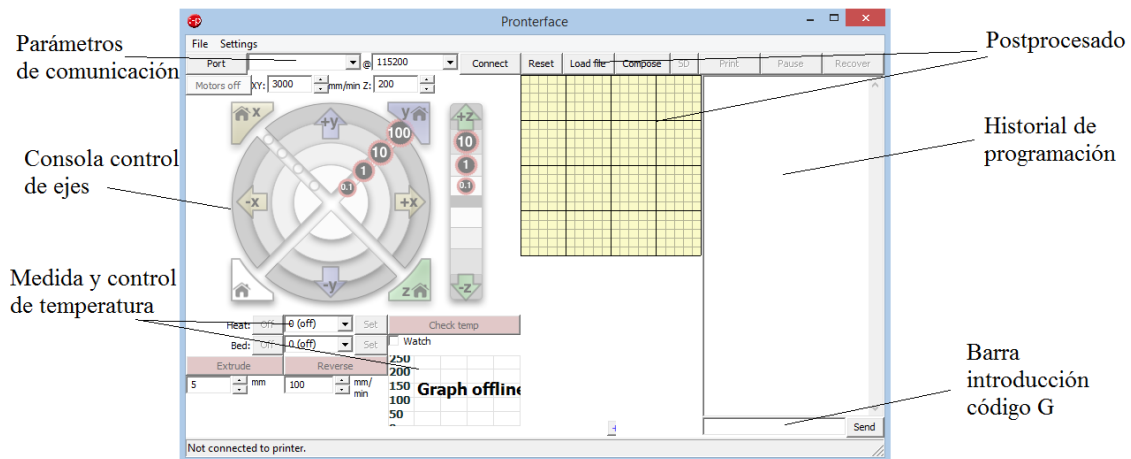 Pronterface
File Settings
Port @ 115200 Connect Reset Load file Compose SD Print Pause Recover
Motors off XY: 3000 mm/min Z: 200
x y +y +z
100
10 10
1 1
0.1 0.1
-x +x
-y z -z
Heat: Off 0 (off) Set Check temp
Bed: Off 0 (off) Set Watch
Extrude Reverse
5 mm 100 mm/
min
250
200
150 Graph offline
100
50
0
Send
Not connected to printer.
Parámetros
de comunicación
Consola control
de ejes
Medida y control
de temperatura
Postprocesado
Historial de
programación
Barra
introducción
código G